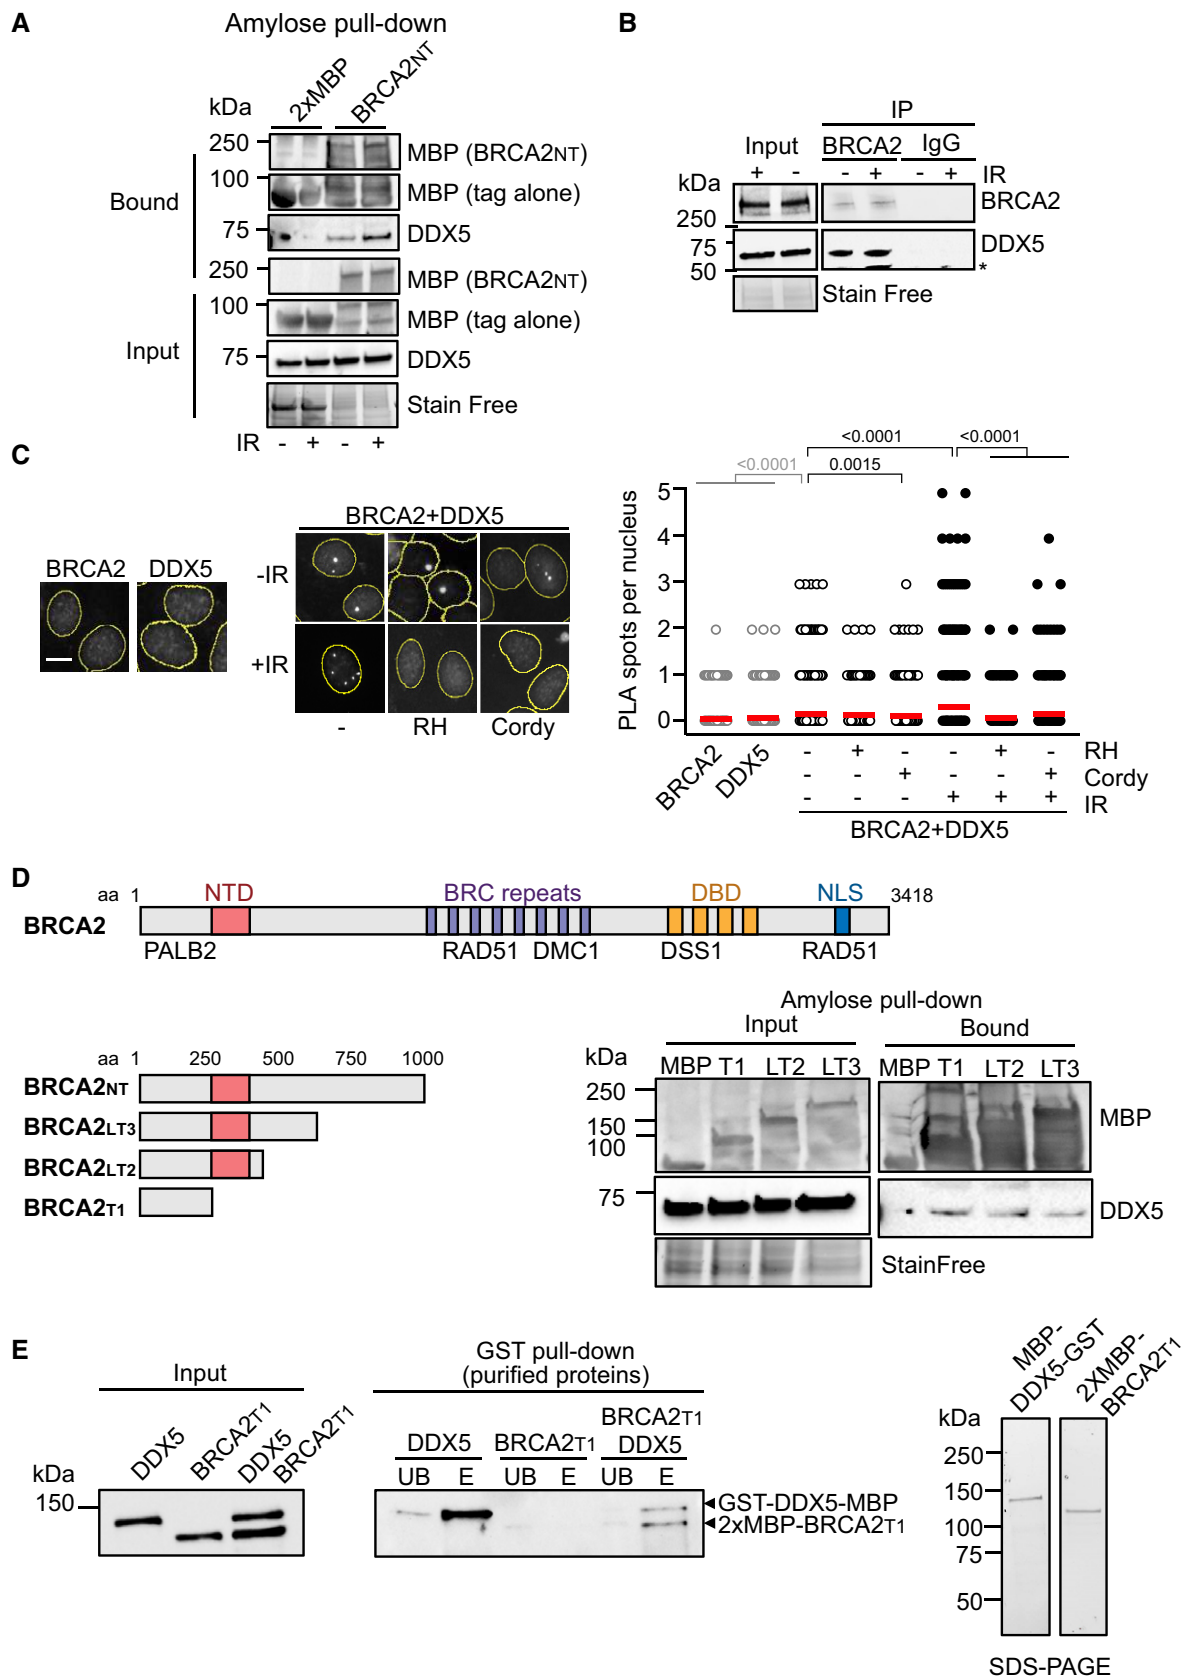 A
Amylose pull-down
kDa
2xMBP
BRCA2NT
250
MBP (BRCA2NT)
100
MBP (tag alone)
Bound
75
DDX5
250
MBP (BRCA2NT)
100
MBP (tag alone)
Input
75
DDX5
Stain Free
IR - + - +
B
IP
Input BRCA2 IgG
+ - - + - + IR
kDa
BRCA2
250
75
DDX5
50
*
Stain Free
C
BRCA2 DDX5
BRCA2+DDX5
-IR
+IR
- RH Cordy
<0.0001 <0.0001
<0.0001 0.0015
PLA spots per nucleus
5
4
3
2
1
0
BRCA2
DDX5
- + - - + - RH
- - + - - + Cordy
- - - + + + IR
BRCA2+DDX5
D
aa 1 NTD BRC repeats DBD NLS 3418
BRCA2
PALB2 RAD51 DMC1 DSS1 RAD51
aa 1 250 500 750 1000
BRCA2NT
BRCA2LT3
BRCA2LT2
BRCA2T1
Amylose pull-down
Input Bound
kDa
MBP T1 LT2 LT3 MBP T1 LT2 LT3
250
150
100
MBP
75
DDX5
StainFree
E
Input
kDa
DDX5
BRCA2T1
DDX5
BRCA2T1
150
GST pull-down
(purified proteins)
BRCA2T1
DDX5 BRCA2T1 DDX5
UB E UB E UB E
GST-DDX5-MBP
2xMBP-BRCA2T1
MBP-
DDX5-GST
2XMBP-
BRCA2T1
kDa
250
150
100
75
50
SDS-PAGE